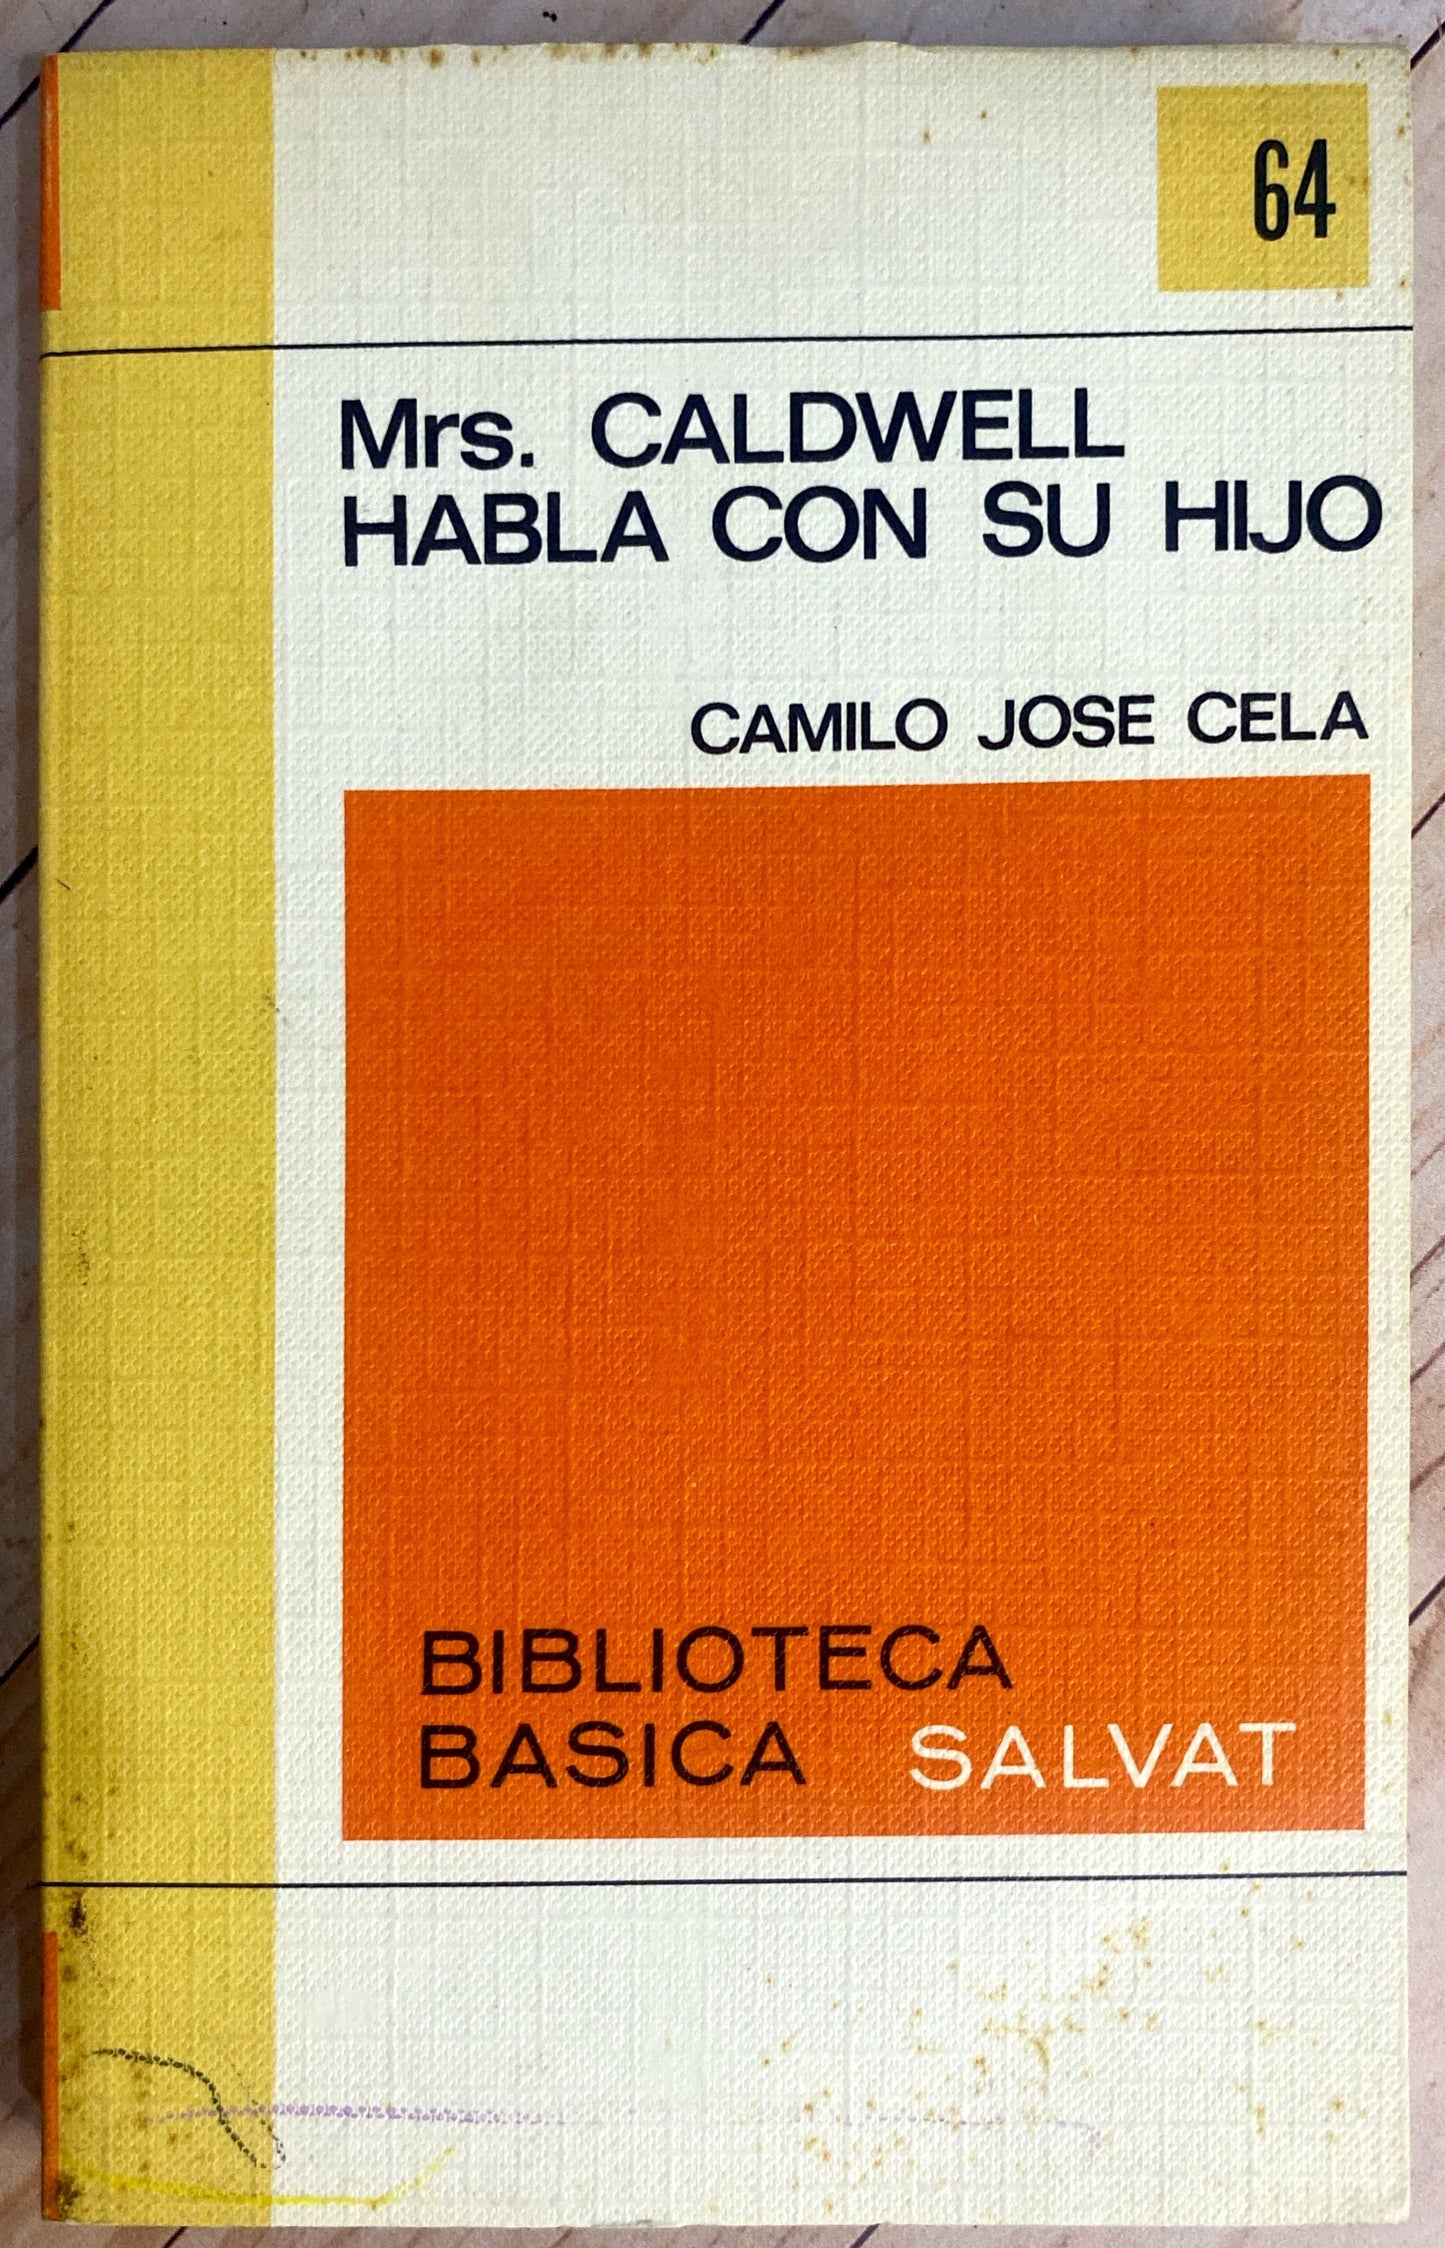 64
Mrs. CALDWELL
HABLA CON SU HIJO
CAMILO JOSE CELA
BIBLIOTECA
BASICA SALVAT